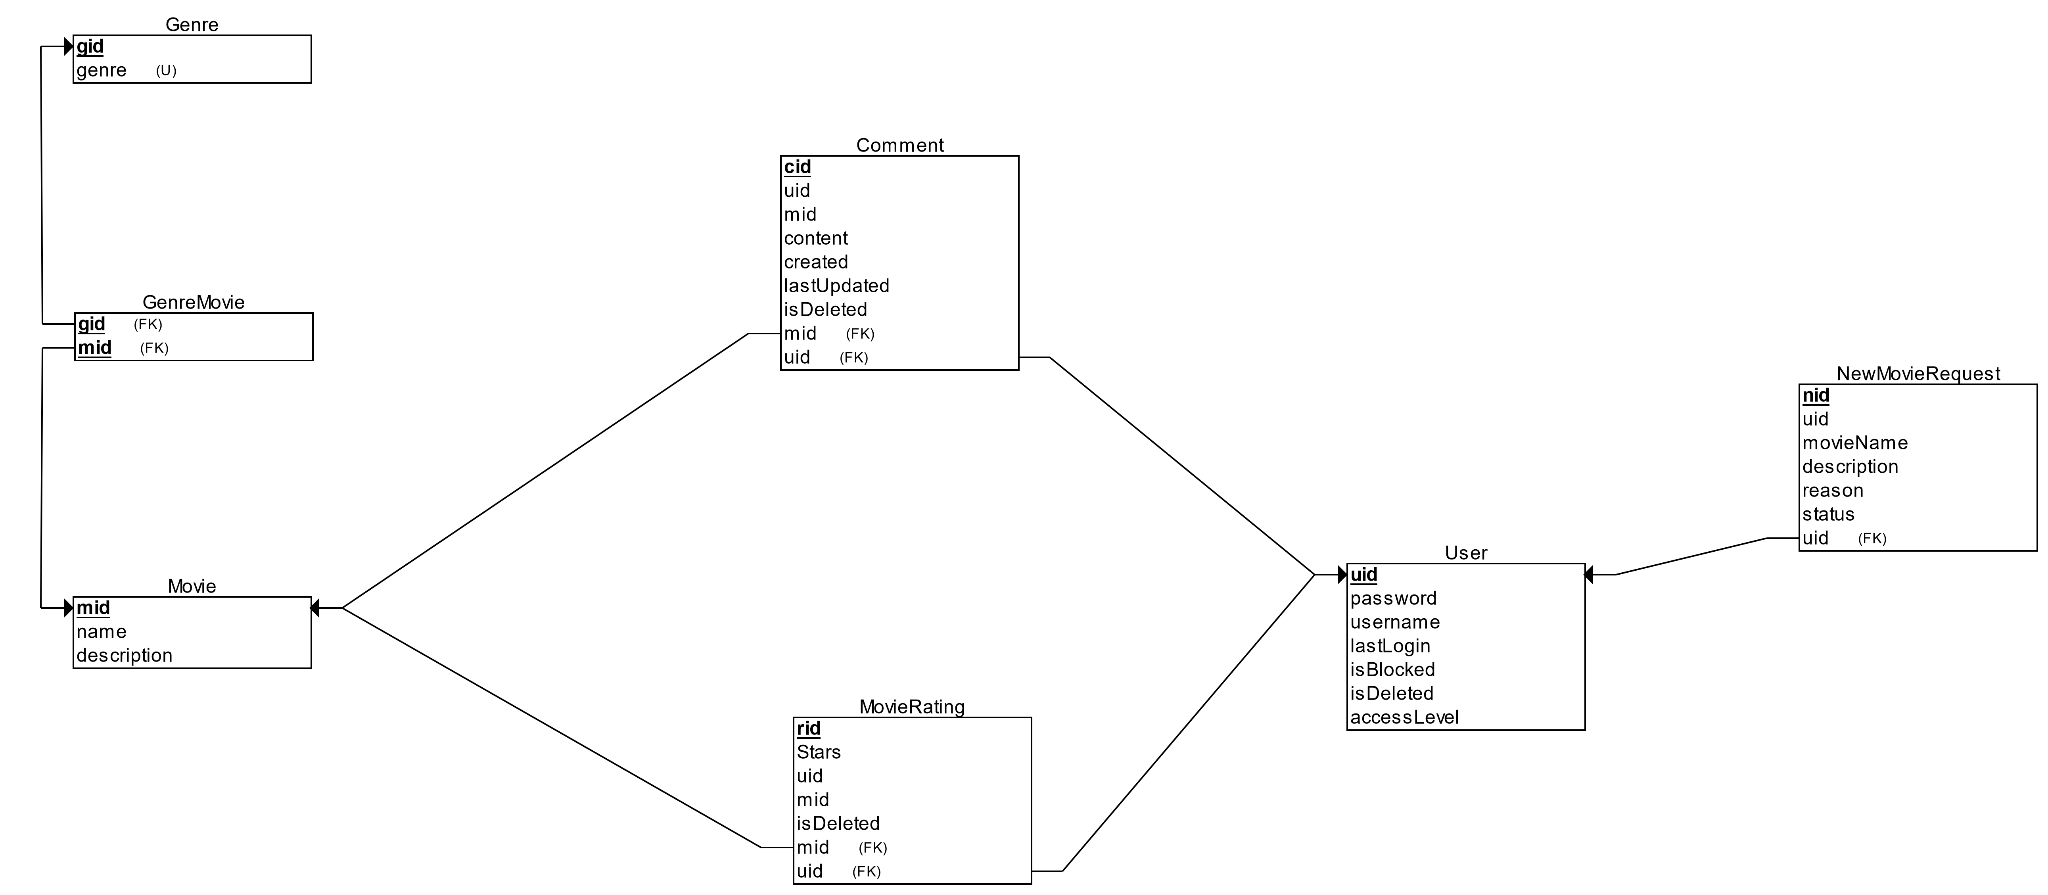 Genre
gid
genre (U)
GenreMovie
gid (FK)
mid (FK)
Movie
mid
name
description
Comment
cid
uid
mid
content
created
lastUpdated
isDeleted
mid (FK)
uid (FK)
MovieRating
rid
Stars
uid
mid
isDeleted
mid (FK)
uid (FK)
User
uid
password
username
lastLogin
isBlocked
isDeleted
accessLevel
NewMovieRequest
nid
uid
movieName
description
reason
status
uid (FK)